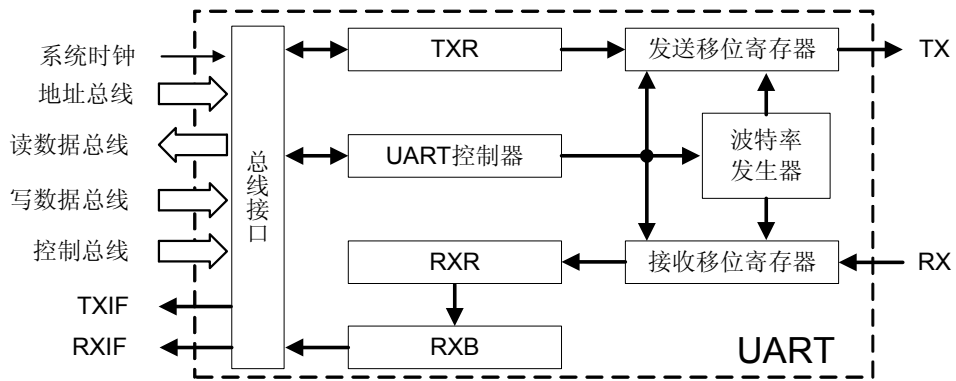 系统时钟
地址总线
读数据总线
写数据总线
控制总线
TXIF
RXIF
总线接口
TXR
发送移位寄存器
TX
UART控制器
波特率
发生器
RXR
接收移位寄存器
RX
RXB
UART